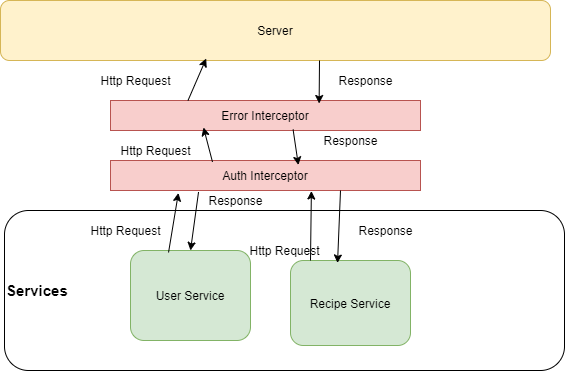 Server
Http Request
Response
Error Interceptor
Http Request
Response
Auth Interceptor
Response
Http Request
Response
Http Request
Services
User Service
Recipe Service